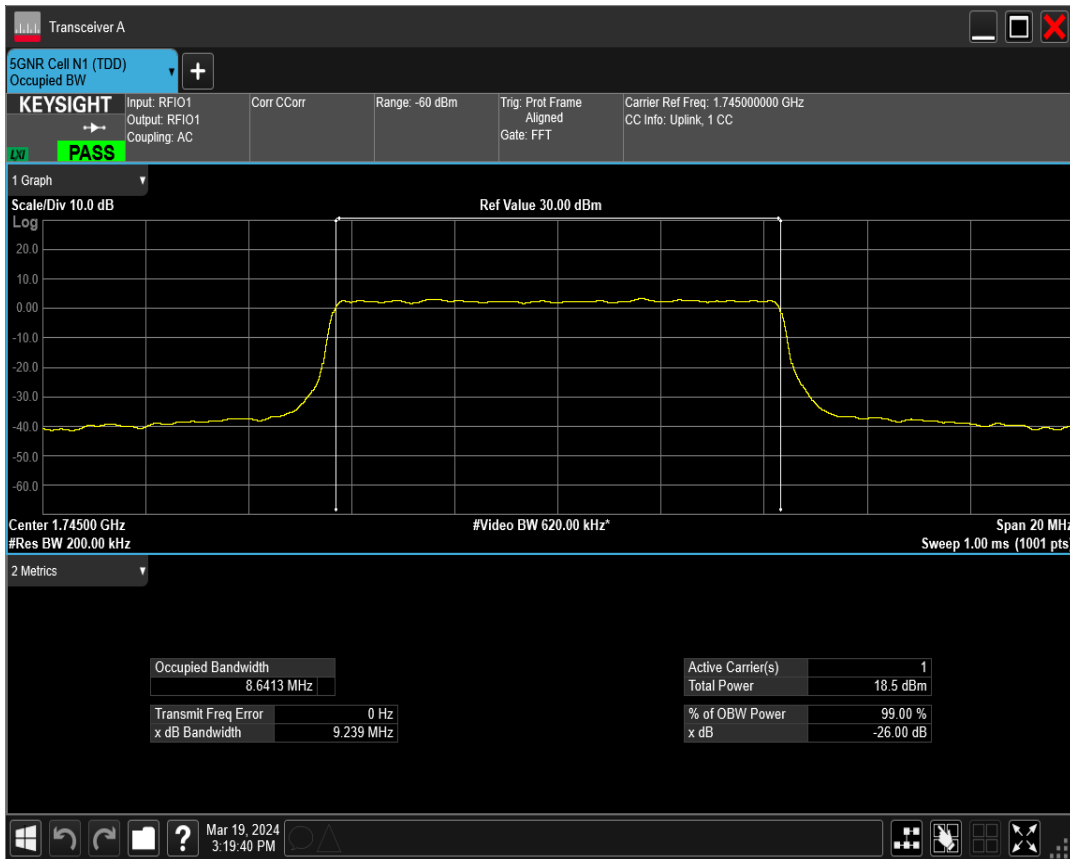 Transceiver A
5GNR Cell N1 (TDD)
Occupied BW
+
KEYSIGHT
LXI
PASS
Input: RFIO1
Output: RFIO1
Coupling: AC
Corr CCorr
Range: -60 dBm
Trig: Prot Frame
Aligned
Gate: FFT
Carrier Ref Freq: 1.745000000 GHz
CC Info: Uplink, 1 CC
1 Graph
Scale/Div 10.0 dB
Ref Value 30.00 dBm
Log
20.0
10.0
0.00
-10.0
-20.0
-30.0
-40.0
-50.0
-60.0
Center 1.74500 GHz
#Video BW 620.00 kHz*
Span 20 MHz
#Res BW 200.00 kHz
Sweep 1.00 ms (1001 pts)
2 Metrics
Occupied Bandwidth
8.6413 MHz
Transmit Freq Error 0 Hz
x dB Bandwidth 9.239 MHz
Active Carrier(s) 1
Total Power 18.5 dBm
% of OBW Power 99.00 %
x dB -26.00 dB
?
Mar 19, 2024
3:19:40 PM